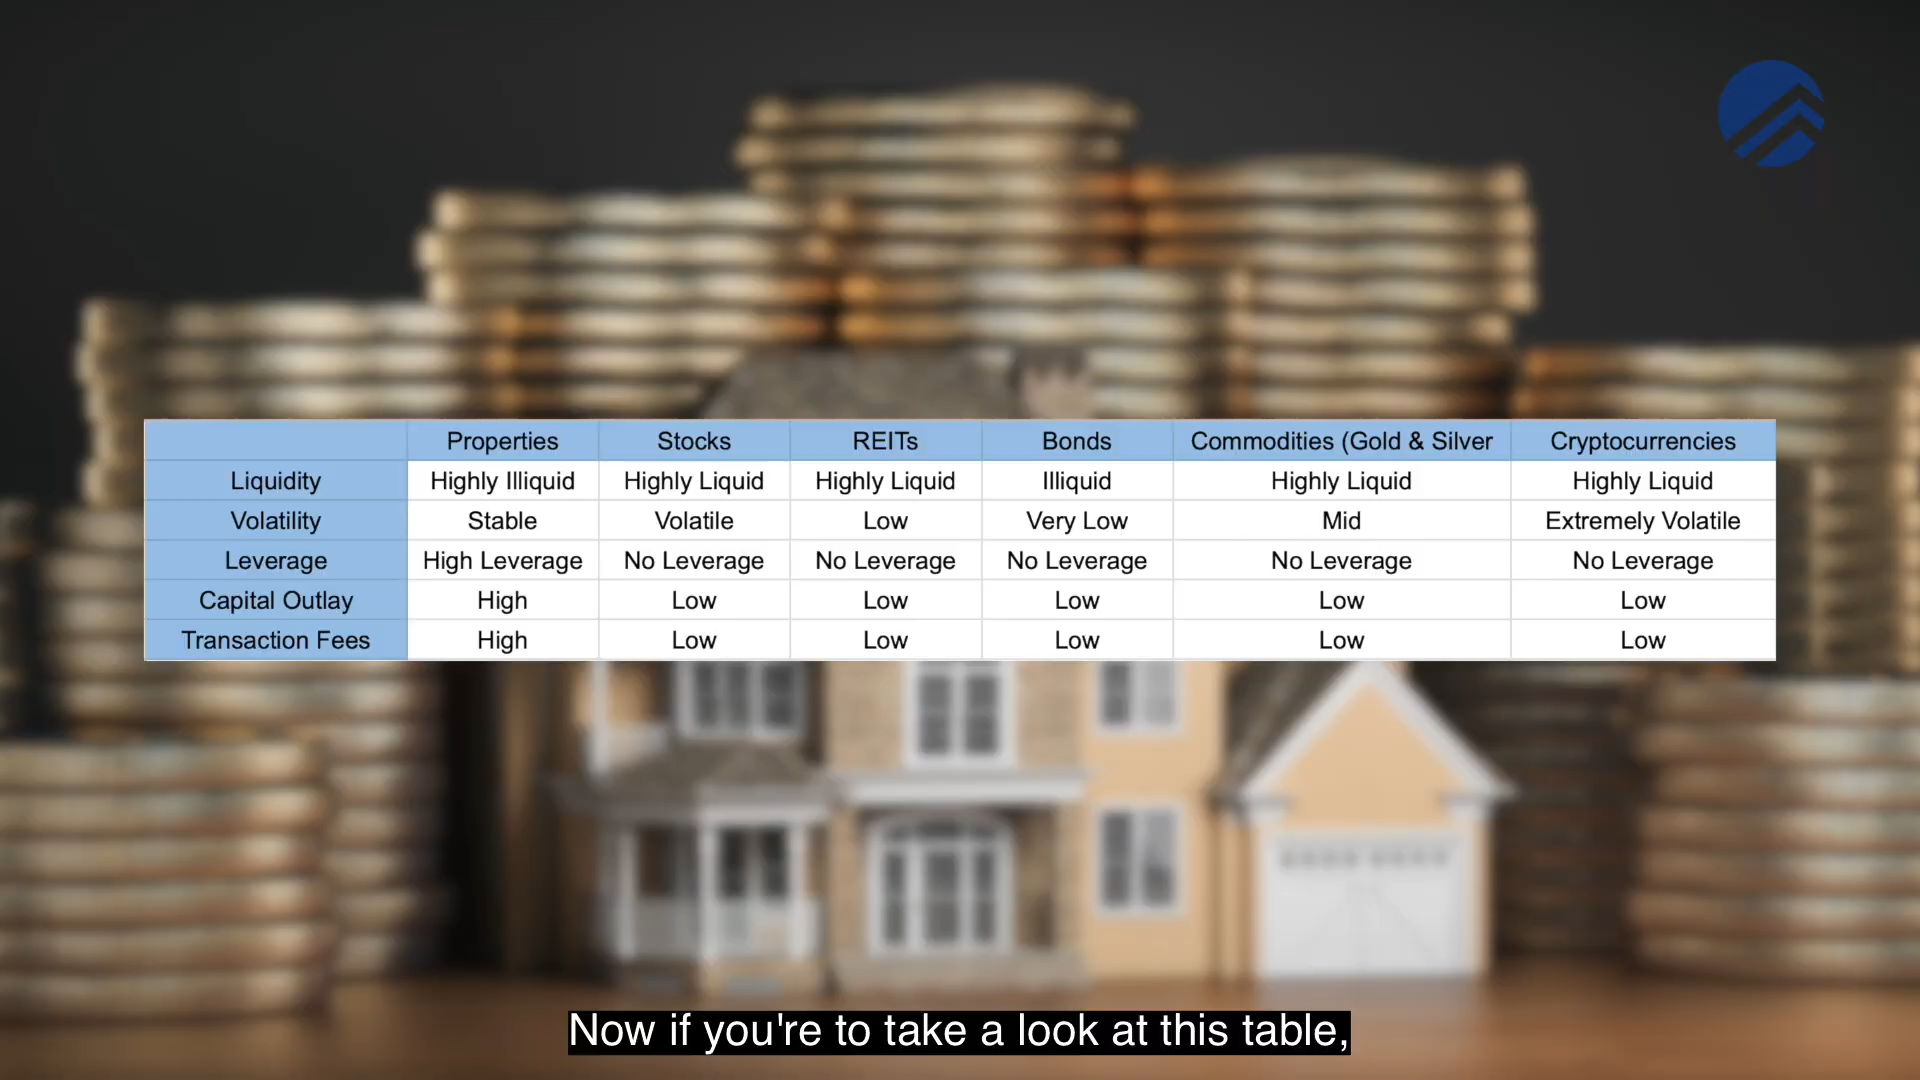 Properties Stocks REITs Bonds Commodities (Gold & Silver Cryptocurrencies
Liquidity Highly Illiquid Highly Liquid Highly Liquid Illiquid Highly Liquid Highly Liquid
Volatility Stable Volatile Low Very Low Mid Extremely Volatile
Leverage High Leverage No Leverage No Leverage No Leverage No Leverage No Leverage
Capital Outlay High Low Low Low Low Low
Transaction Fees High Low Low Low Low Low
Now if you're to take a look at this table,